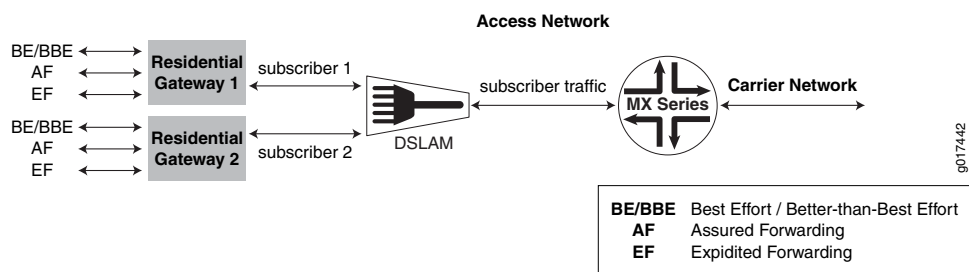 Access Network
BE/BBE
AF
EF
Residential
Gateway 1
subscriber 1
BE/BBE
AF
EF
Residential
Gateway 2
subscriber 2
DSLAM
subscriber traffic
MX Series
Carrier Network
g017442
BE/BBE Best Effort / Better-than-Best Effort
AF Assured Forwarding
EF Expidited Forwarding